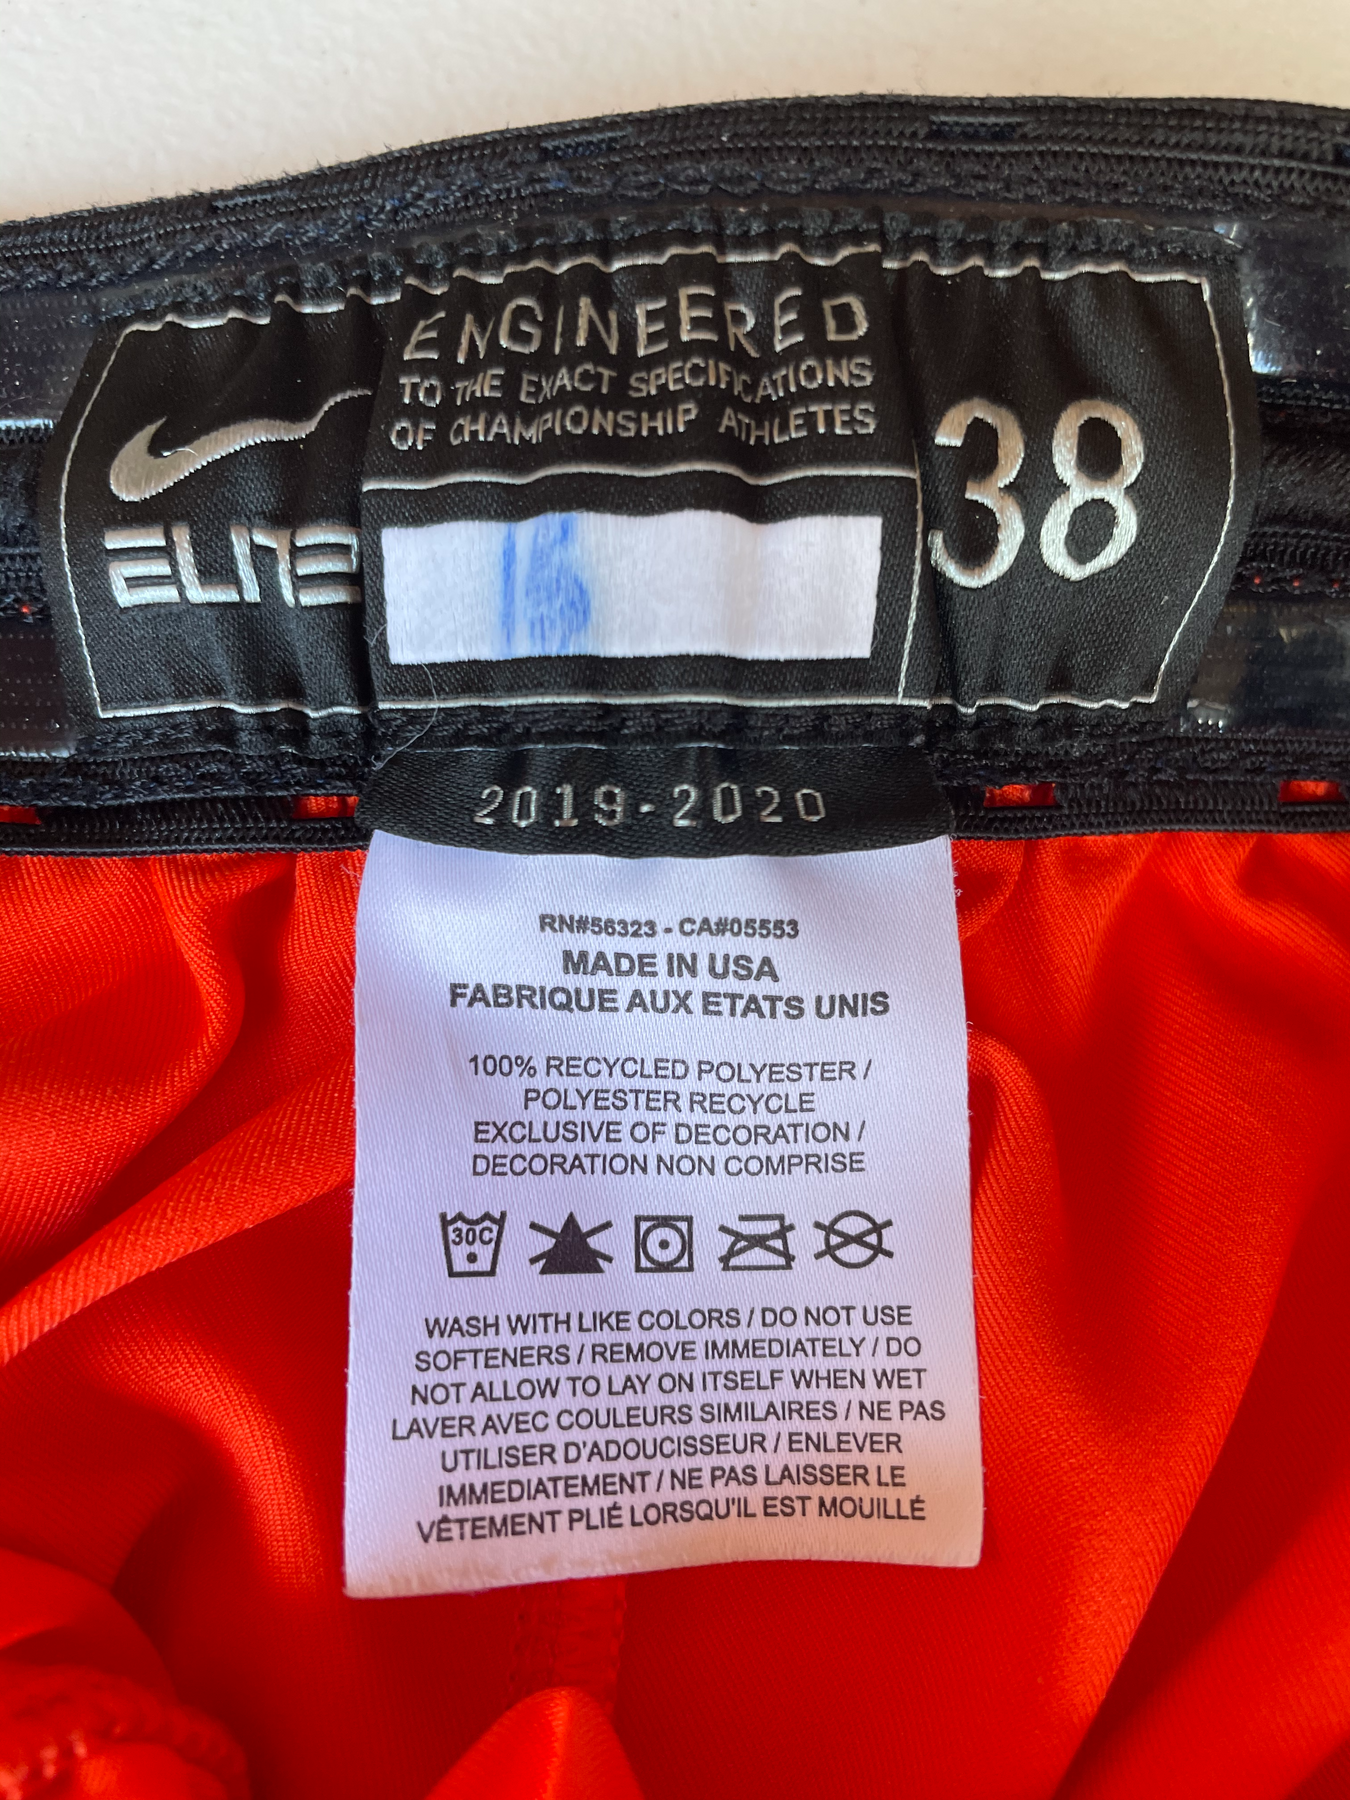 ENGINEERED
TO THE EXACT SPECIFICATIONS
OF CHAMPIONSHIP ATHLETES
ELITE
38
2019-2020
RN#56323 - CA#05553
MADE IN USA
FABRIQUE AUX ETATS UNIS
100% RECYCLED POLYESTER /
POLYESTER RECYCLE
EXCLUSIVE OF DECORATION /
DECORATION NON COMPRISE
30C
WASH WITH LIKE COLORS / DO NOT USE
SOFTENERS / REMOVE IMMEDIATELY / DO
NOT ALLOW TO LAY ON ITSELF WHEN WET
LAVER AVEC COULEURS SIMILAIRES / NE PAS
UTILISER D'ADOUCISSEUR / ENLEVER
IMMEDIATEMENT / NE PAS LAISSER LE
VÊTEMENT PLIÉ LORSQU'IL EST MOUILLÉ